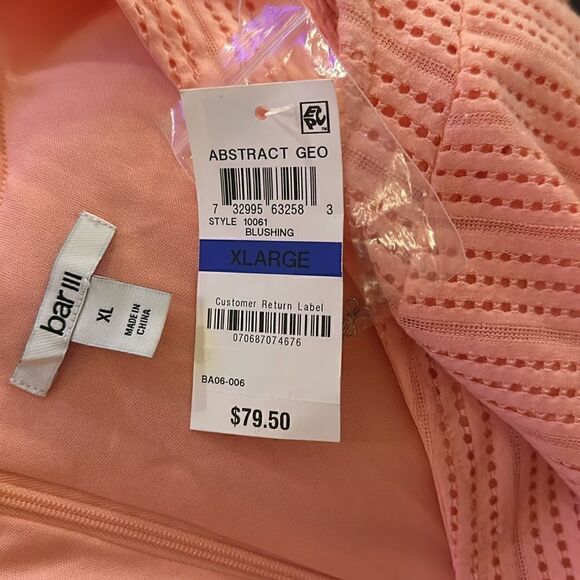 EPC
ABSTRACT GEO
7 32995 63258 3
STYLE 10061
BLUSHING
XLARGE
Customer Return Label
070687074676
BA06-006
$79.50
bar III
XL
MADE IN
CHINA